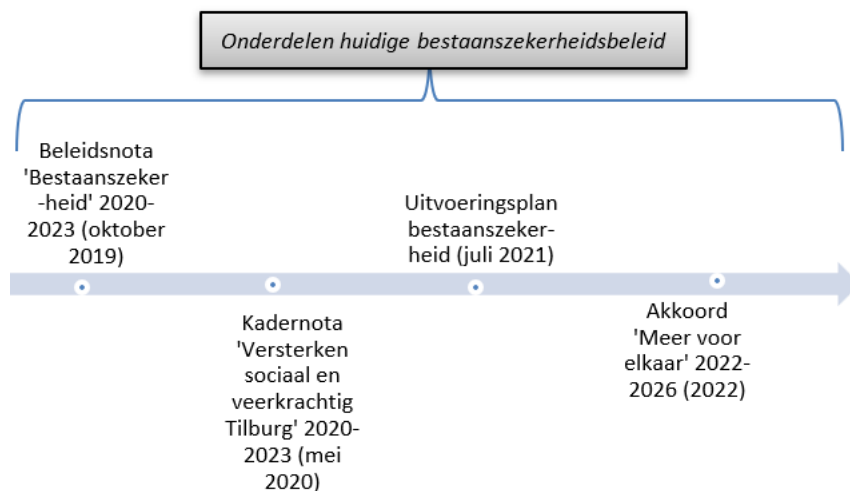 Onderdelen huidige bestaanszekerheidsbeleid
Beleidsnota
'Bestaanszeker
-heid' 2020-
2023 (oktober
2019)
Kadernota
'Versterken
sociaal en
veerkrachtig
Tilburg' 2020-
2023 (mei
2020)
Uitvoeringsplan
bestaanszeker-
heid (juli 2021)
Akkoord
'Meer voor
elkaar' 2022-
2026 (2022)